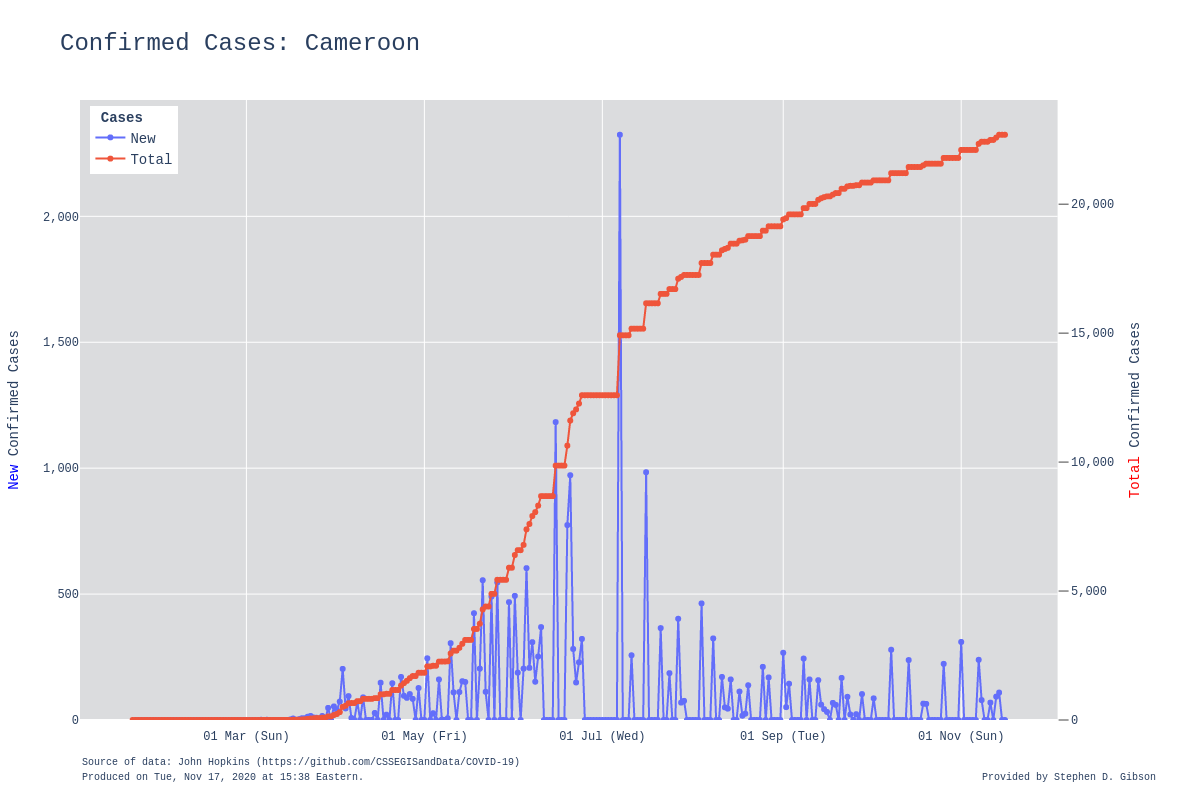 Confirmed Cases: Cameroon
Cases
New
Total
2,000
1,500
1,000
500
0
20,000
15,000
10,000
5,000
0
New Confirmed Cases
Total Confirmed Cases
01 Mar (Sun)
01 May (Fri)
01 Jul (Wed)
01 Sep (Tue)
01 Nov (Sun)
Source of data: John Hopkins (https://github.com/CSSEGISandData/COVID-19)
Produced on Tue, Nov 17, 2020 at 15:38 Eastern.
Provided by Stephen D. Gibson